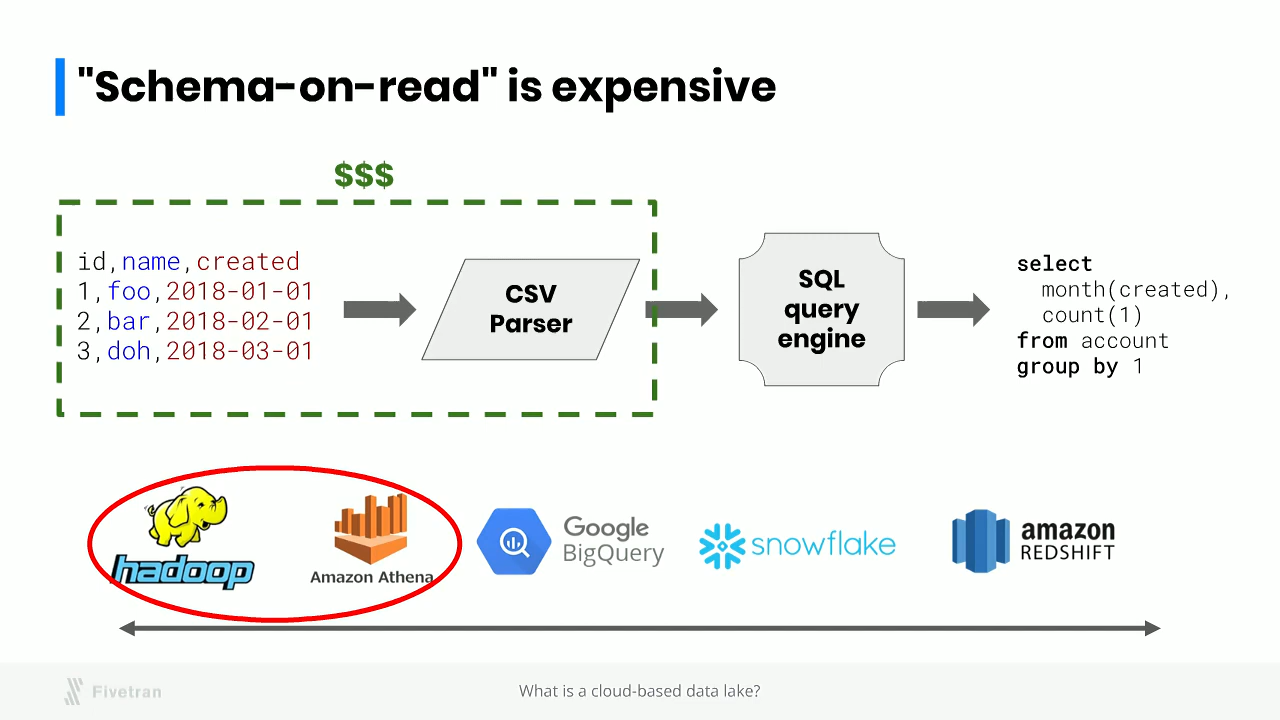 "Schema-on-read" is expensive
$$$
id,name,created
1,foo,2018-01-01
2,bar,2018-02-01
3,doh,2018-03-01
CSV
Parser
SQL
query
engine
select
month(created),
count(1)
from account
group by 1
hadoop
Amazon Athena
Google
BigQuery
snowflake
amazon
REDSHIFT
Fivetran
What is a cloud-based data lake?